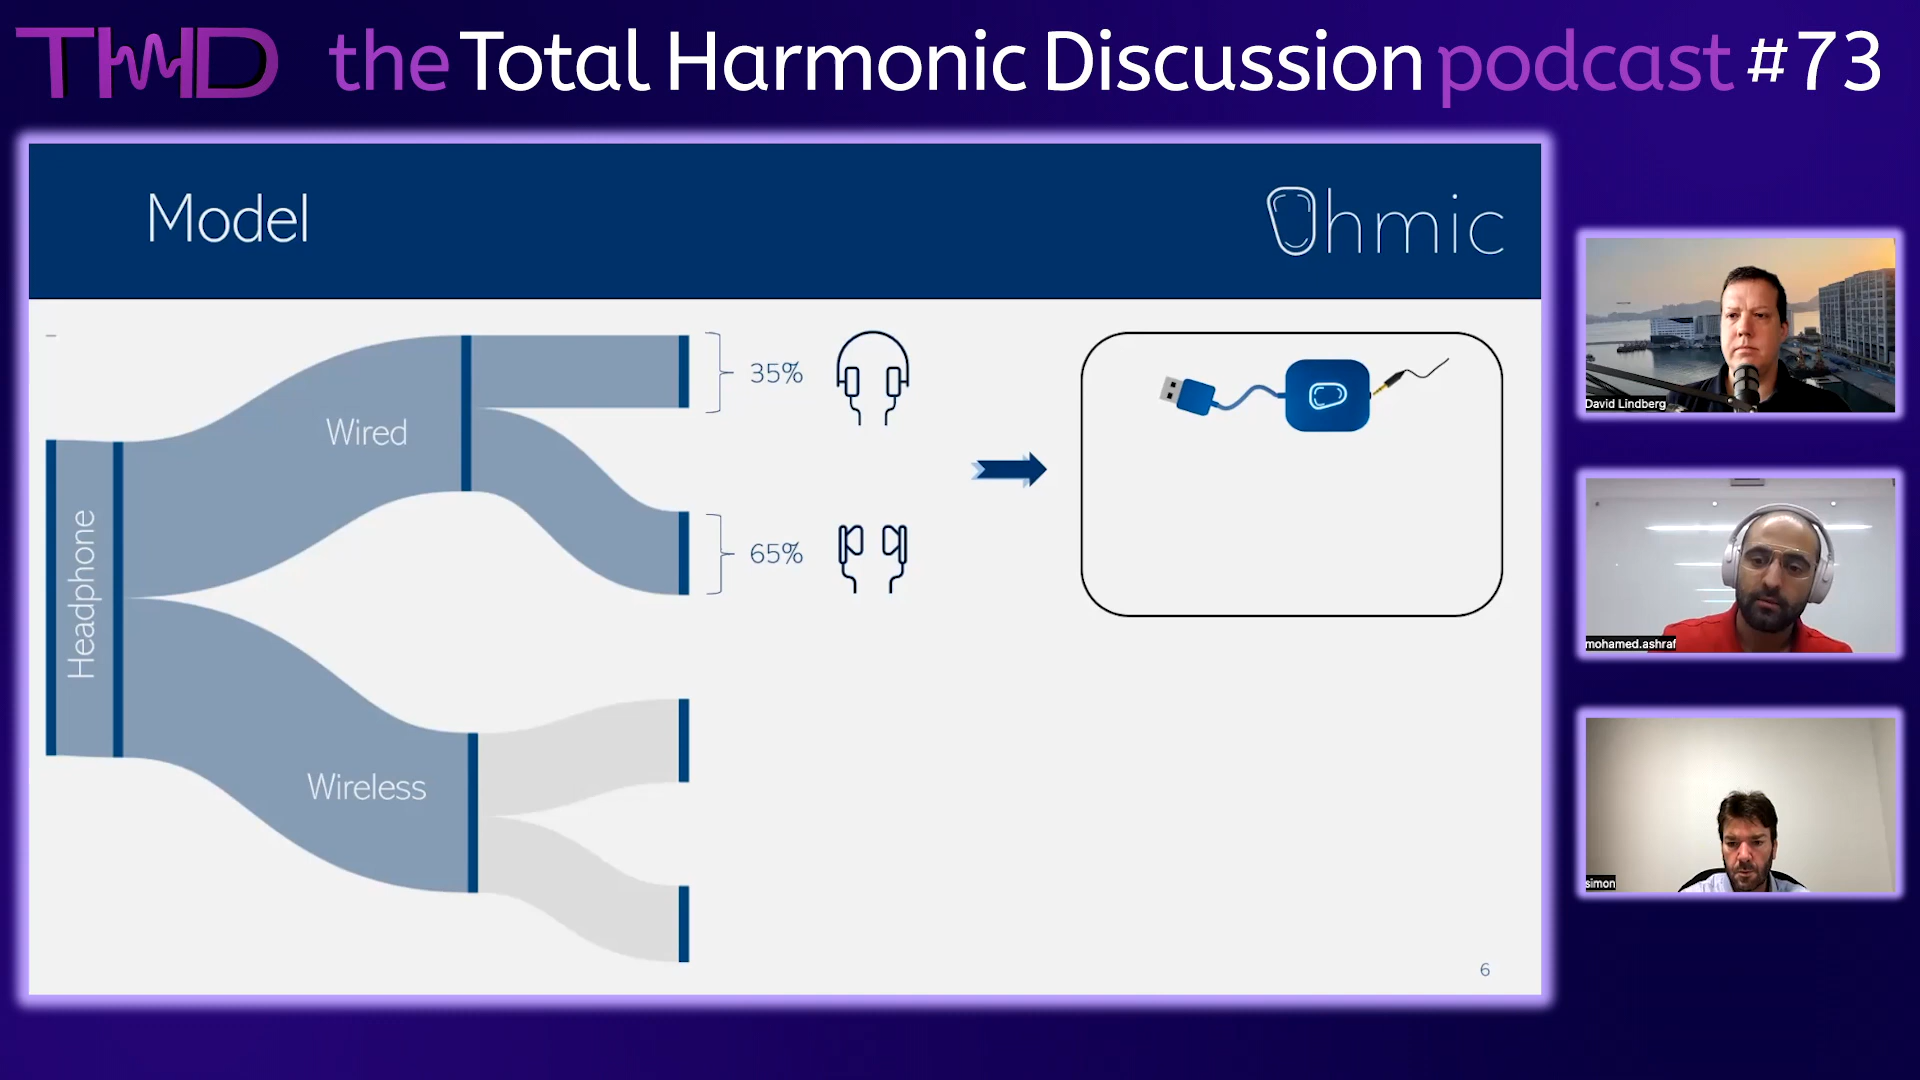 THD the Total Harmonic Discussion podcast #73
Model
Ohmic
Headphone
Wired
35%
65%
Wireless
6
David Lindberg
mohamed.ashraf
simon